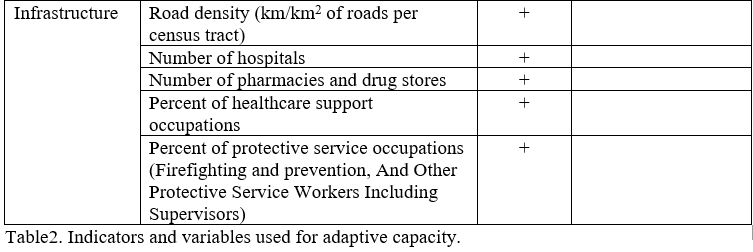 Infrastructure Road density (km/km² of roads per +
census tract)
Number of hospitals +
Number of pharmacies and drug stores +
Percent of healthcare support +
occupations
Percent of protective service occupations +
(Firefighting and prevention, And Other
Protective Service Workers Including
Supervisors)
Table2. Indicators and variables used for adaptive capacity.